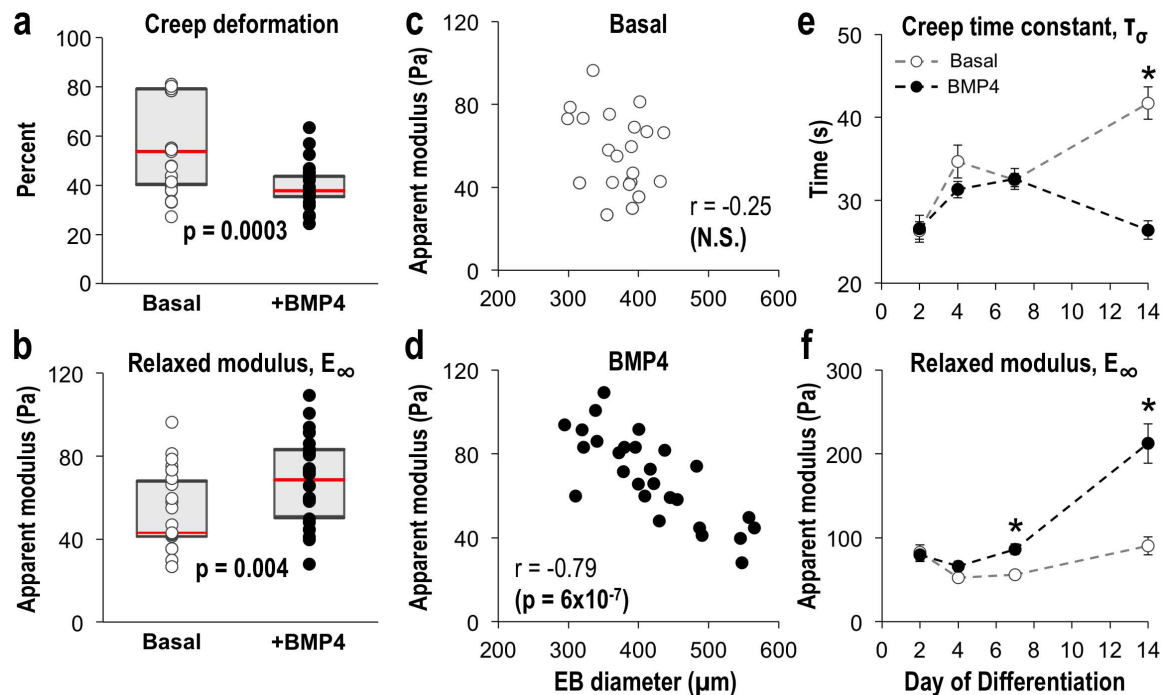 a
Creep deformation
Percent
100
80
60
40
20
0
p = 0.0003
Basal
+BMP4
b
Relaxed modulus, E∞
Apparent modulus (Pa)
120
80
40
0
p = 0.004
Basal
+BMP4
c
Basal
Apparent modulus (Pa)
120
80
40
0
r = -0.25
(N.S.)
200
300
400
500
600
d
BMP4
Apparent modulus (Pa)
120
80
40
0
r = -0.79
(p = 6x10⁻⁷)
200
300
400
500
600
EB diameter (µm)
e
Creep time constant, τσ
Time (s)
50
40
30
20
Basal
BMP4
*
0
2
4
6
8
10
12
14
f
Relaxed modulus, E∞
Apparent modulus (Pa)
300
200
100
0
*
*
0
2
4
6
8
10
12
14
Day of Differentiation